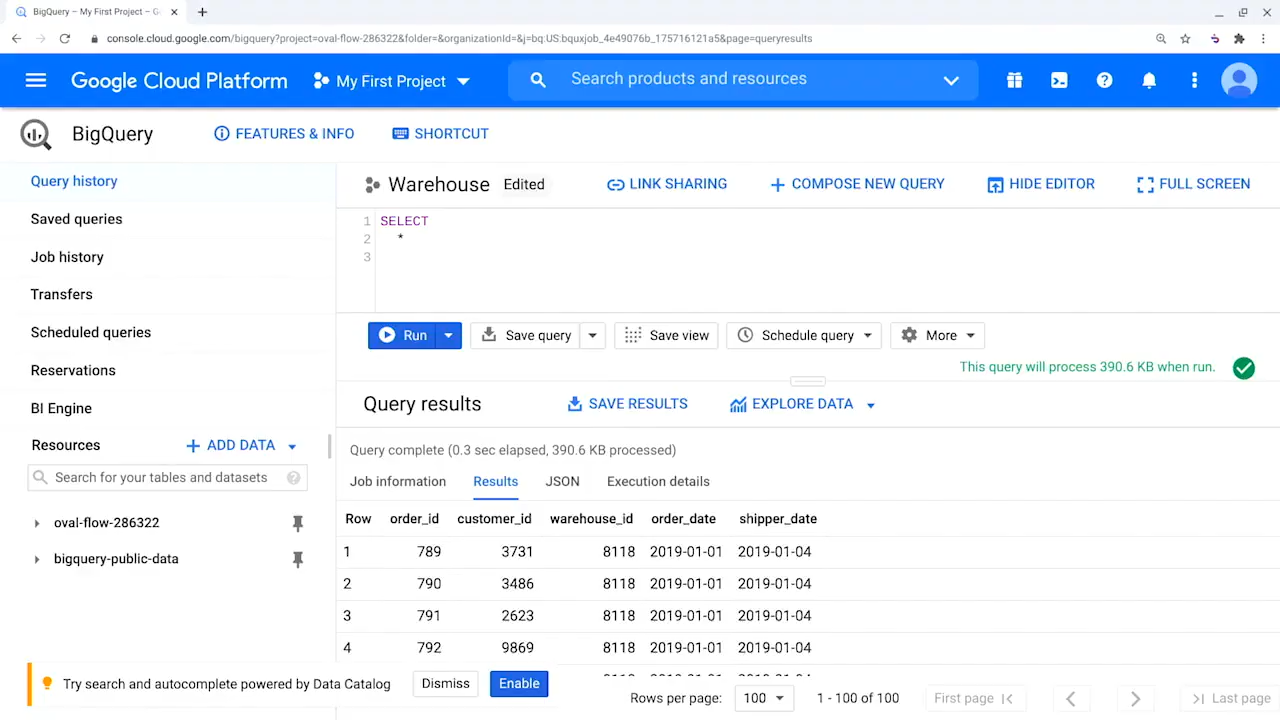 BigQuery – My First Project – G
console.cloud.google.com/bigquery?project=oval-flow-286322&folder=&organizationId=&j=bq:US:bquxjob_4e49076b_175716121a5&page=queryresults
Google Cloud Platform
My First Project
Search products and resources
BigQuery
FEATURES & INFO
SHORTCUT
Query history
Saved queries
Job history
Transfers
Scheduled queries
Reservations
BI Engine
Resources
ADD DATA
Search for your tables and datasets
oval-flow-286322
bigquery-public-data
Warehouse Edited
LINK SHARING
COMPOSE NEW QUERY
HIDE EDITOR
FULL SCREEN
1 SELECT
2 *
3
Run
Save query
Save view
Schedule query
More
This query will process 390.6 KB when run.
Query results
SAVE RESULTS
EXPLORE DATA
Query complete (0.3 sec elapsed, 390.6 KB processed)
Job information Results JSON Execution details
Row order_id customer_id warehouse_id order_date shipper_date
1 789 3731 8118 2019-01-01 2019-01-04
2 790 3486 8118 2019-01-01 2019-01-04
3 791 2623 8118 2019-01-01 2019-01-04
4 792 9869 8118 2019-01-01 2019-01-04
Try search and autocomplete powered by Data Catalog
Dismiss
Enable
Rows per page: 100 1 - 100 of 100 First page Last page